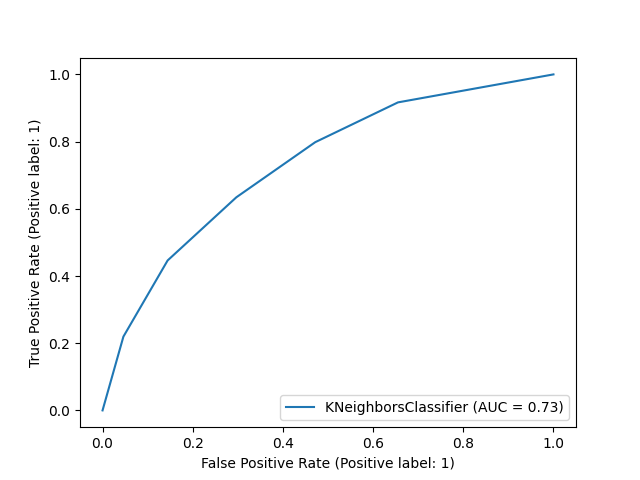 1.0
0.8
0.6
0.4
0.2
0.0
True Positive Rate (Positive label: 1)
KNeighborsClassifier (AUC = 0.73)
0.0 0.2 0.4 0.6 0.8 1.0
False Positive Rate (Positive label: 1)